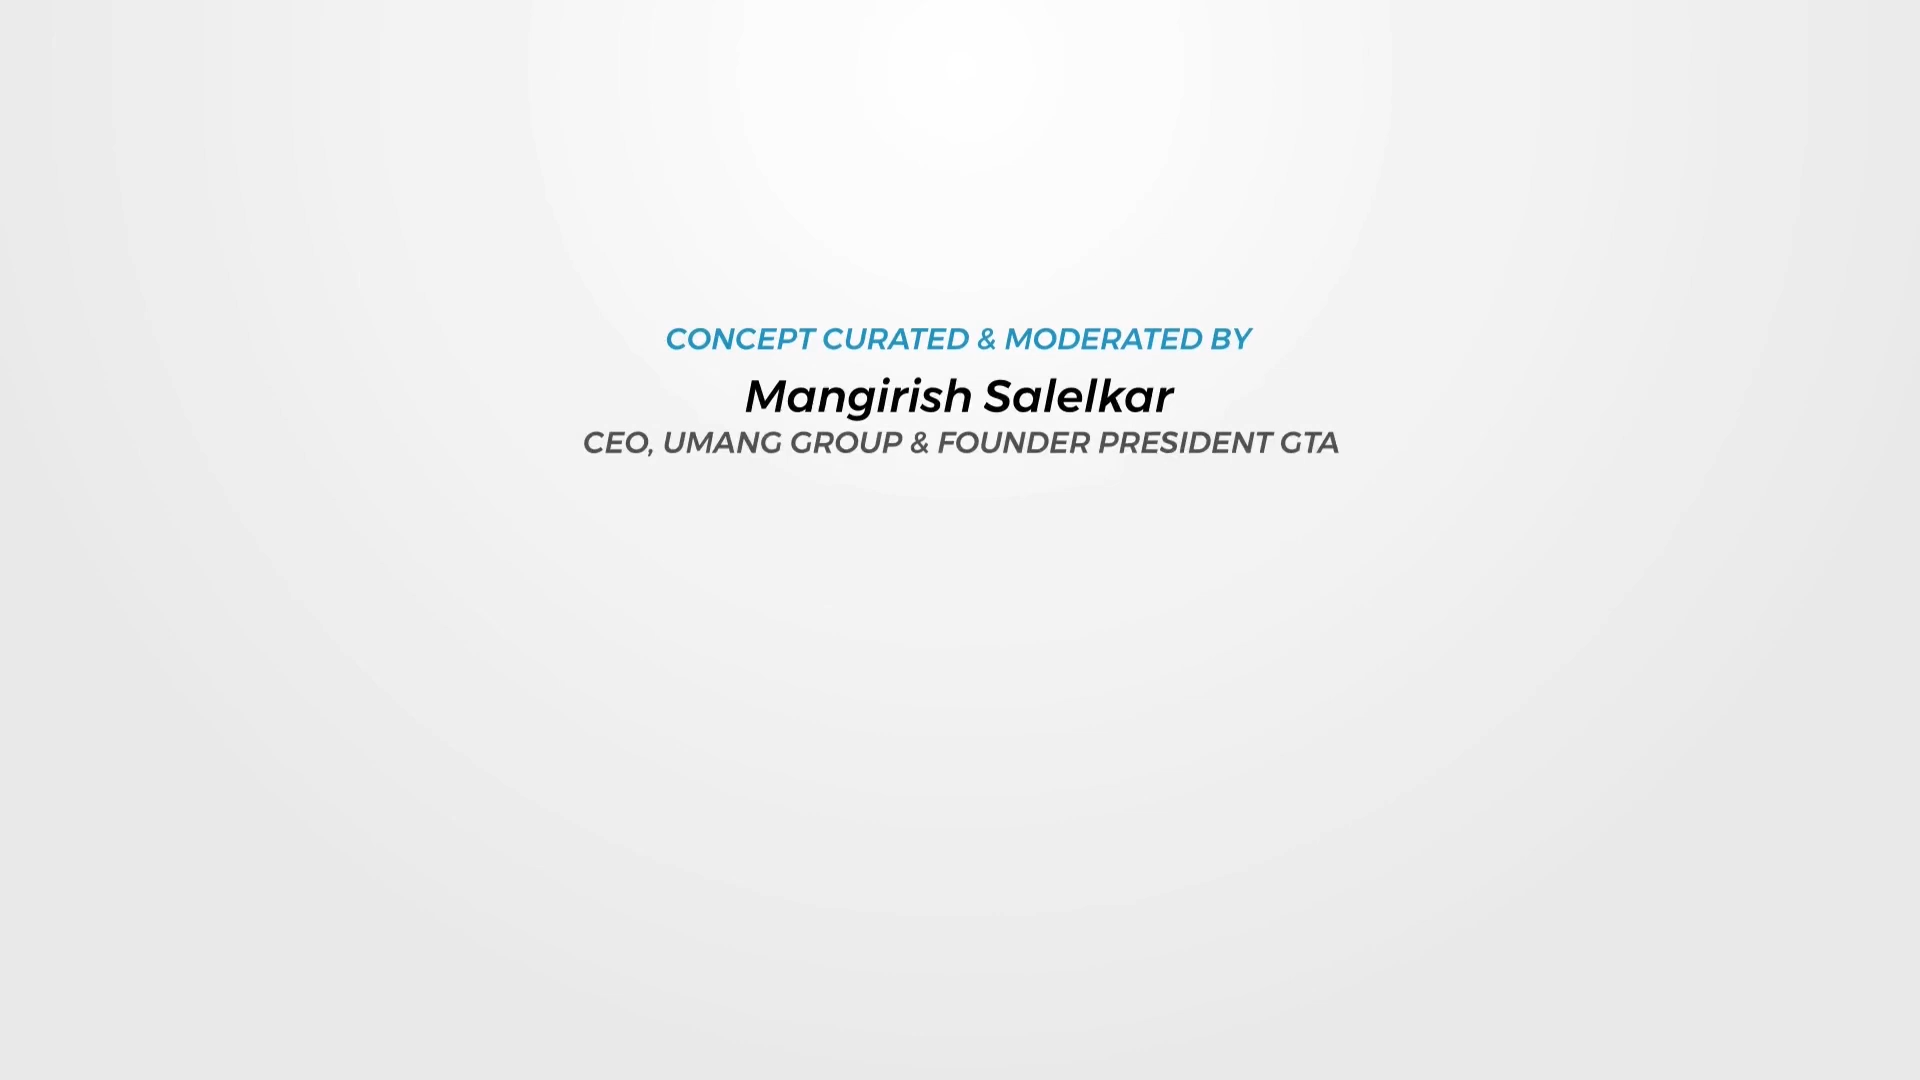 CONCEPT CURATED & MODERATED BY
Mangirish Salelkar
CEO, UMANG GROUP & FOUNDER PRESIDENT GTA